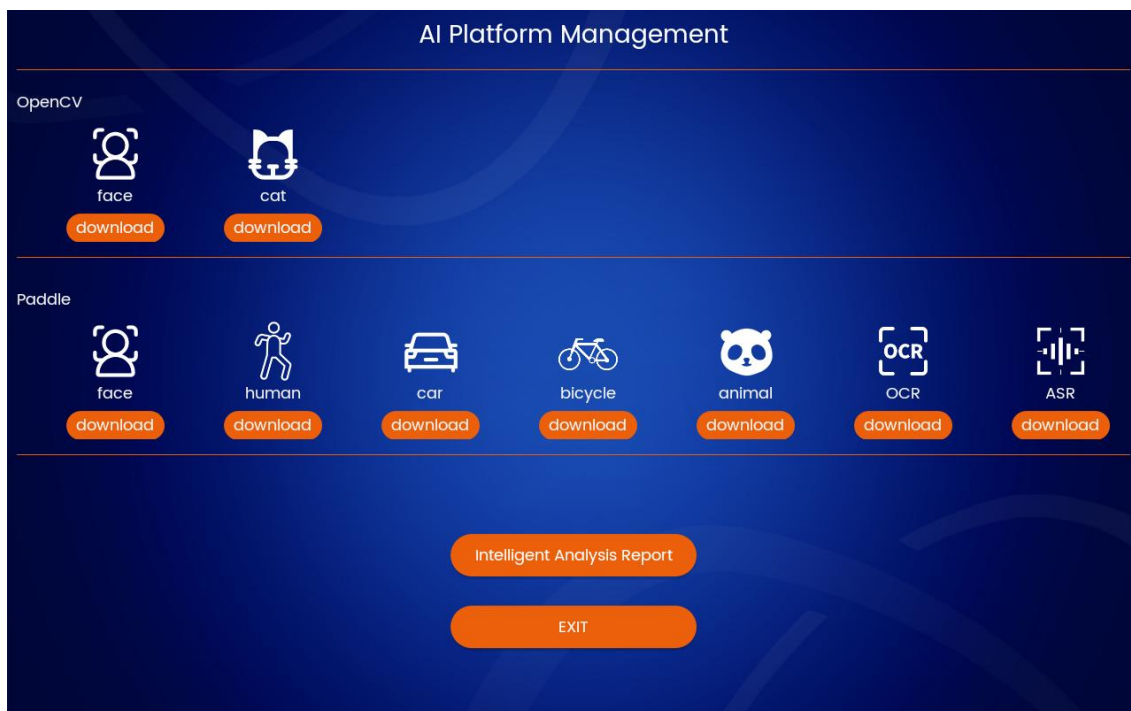 AI Platform Management
OpenCV
face cat
download download
Paddle
OCR
face human car bicycle animal OCR ASR
download download download download download download download
Intelligent Analysis Report
EXIT